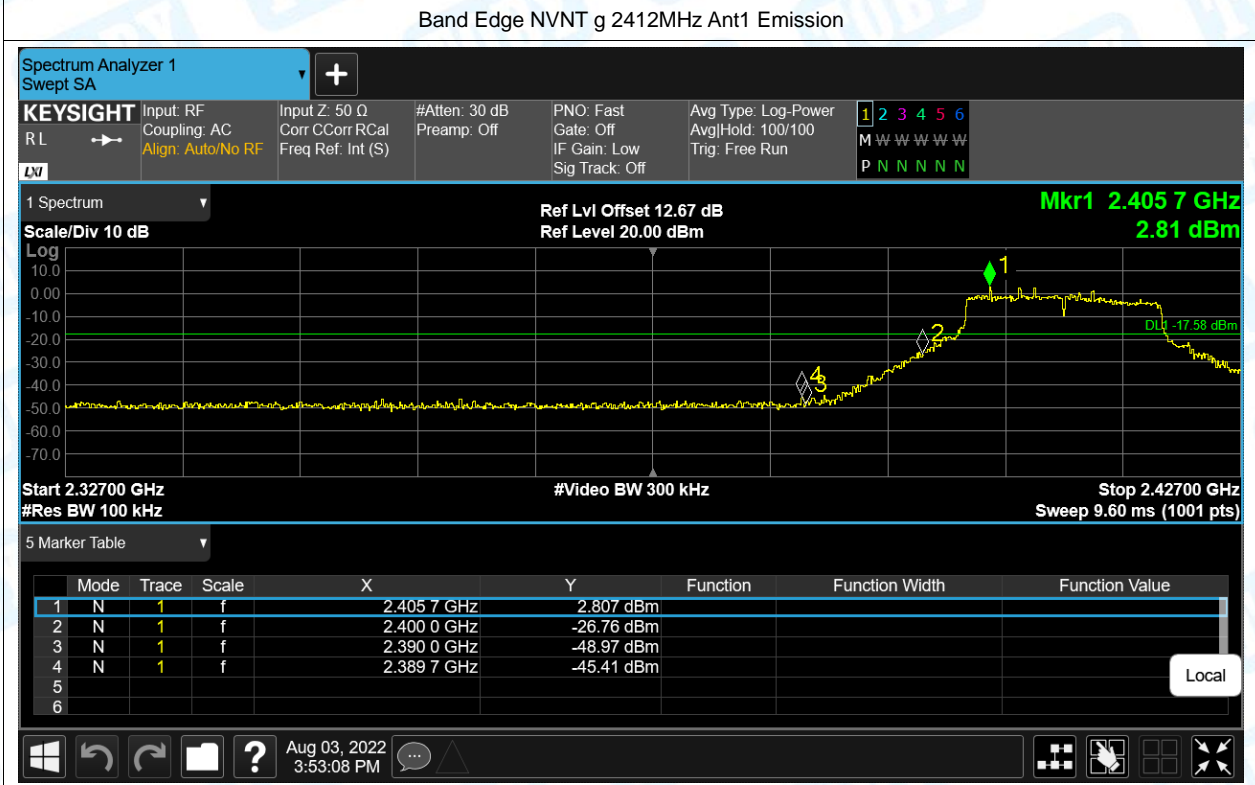 Band Edge NVNT g 2412MHz Ant1 Emission
Spectrum Analyzer 1
Swept SA
+
KEYSIGHT
R L
LXI
Input: RF
Coupling: AC
Align: Auto/No RF
Input Z: 50 Ω
Corr CCorr RCal
Freq Ref: Int (S)
#Atten: 30 dB
Preamp: Off
PNO: Fast
Gate: Off
IF Gain: Low
Sig Track: Off
Avg Type: Log-Power
Avg|Hold: 100/100
Trig: Free Run
1 2 3 4 5 6
M W W W W W
P N N N N N
1 Spectrum
Scale/Div 10 dB
Ref Lvl Offset 12.67 dB
Ref Level 20.00 dBm
Mkr1 2.405 7 GHz
2.81 dBm
Log
10.0
0.00
-10.0
-20.0
-30.0
-40.0
-50.0
-60.0
-70.0
1
2
4
3
DL1 -17.58 dBm
Start 2.32700 GHz
#Video BW 300 kHz
Stop 2.42700 GHz
#Res BW 100 kHz
Sweep 9.60 ms (1001 pts)
5 Marker Table
Mode Trace Scale X Y Function Function Width Function Value
1 N 1 f 2.405 7 GHz 2.807 dBm
2 N 1 f 2.400 0 GHz -26.76 dBm
3 N 1 f 2.390 0 GHz -48.97 dBm
4 N 1 f 2.389 7 GHz -45.41 dBm
5
6
Local
?
Aug 03, 2022
3:53:08 PM